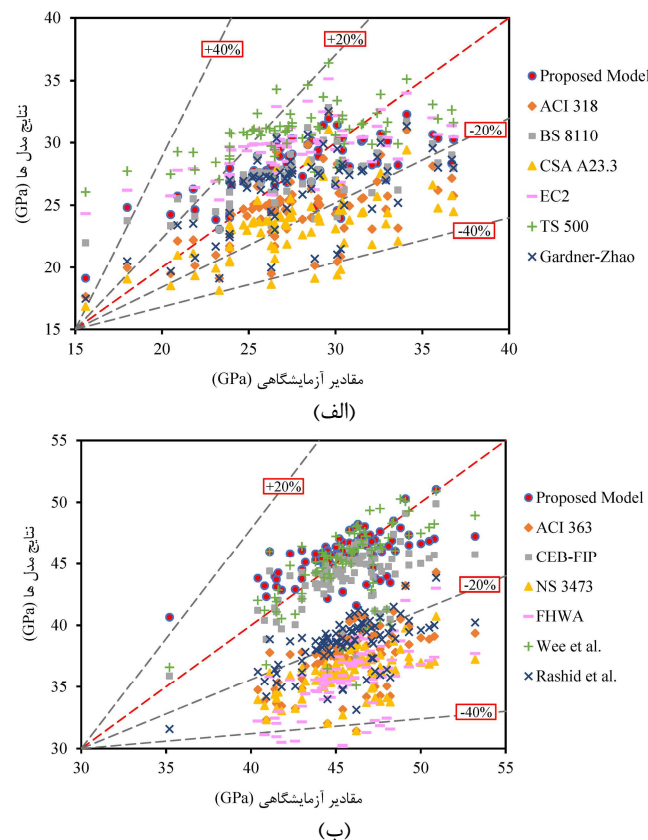 +40%
+20%
-20%
-40%
40
35
30
25
20
15
15
20
25
30
35
40
نتایج مدل ها (GPa)
مقادیر آزمایشگاهی (GPa)
Proposed Model
ACI 318
BS 8110
CSA A23.3
EC2
TS 500
Gardner-Zhao
(الف)
+20%
-20%
-40%
55
50
45
40
35
30
30
35
40
45
50
55
نتایج مدل ها (GPa)
مقادیر آزمایشگاهی (GPa)
Proposed Model
ACI 363
CEB-FIP
NS 3473
FHWA
Wee et al.
Rashid et al.
(ب)